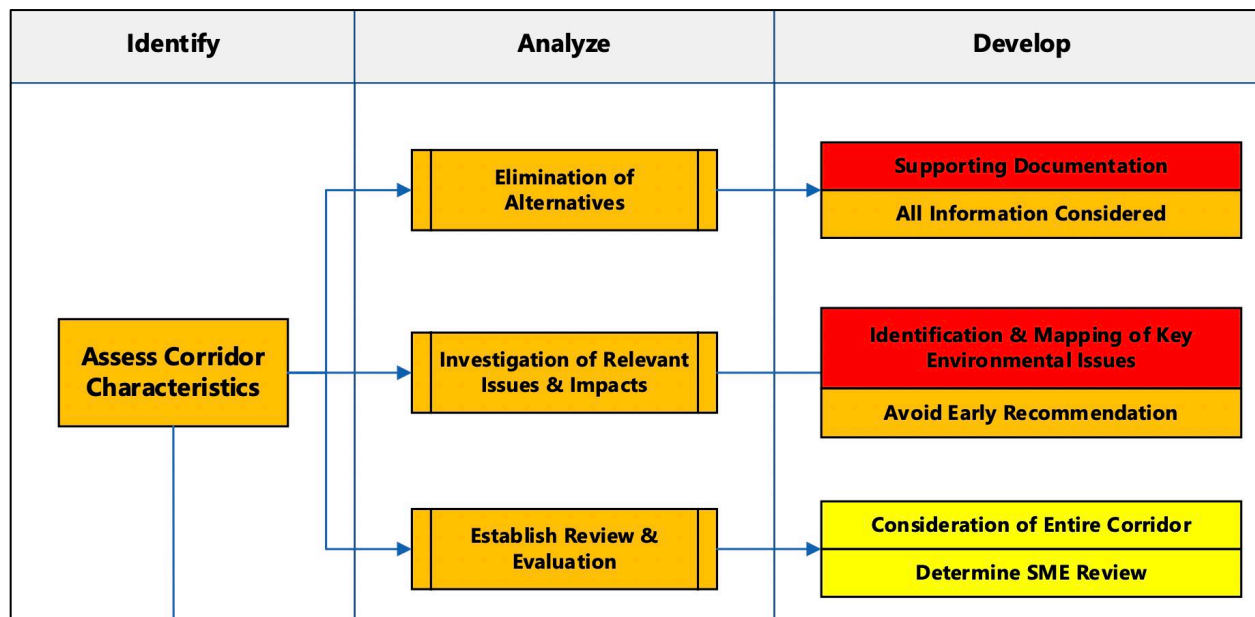 Identify
Analyze
Develop
Elimination of
Alternatives
Supporting Documentation
All Information Considered
Assess Corridor
Characteristics
Investigation of Relevant
Issues & Impacts
Identification & Mapping of Key
Environmental Issues
Avoid Early Recommendation
Establish Review &
Evaluation
Consideration of Entire Corridor
Determine SME Review